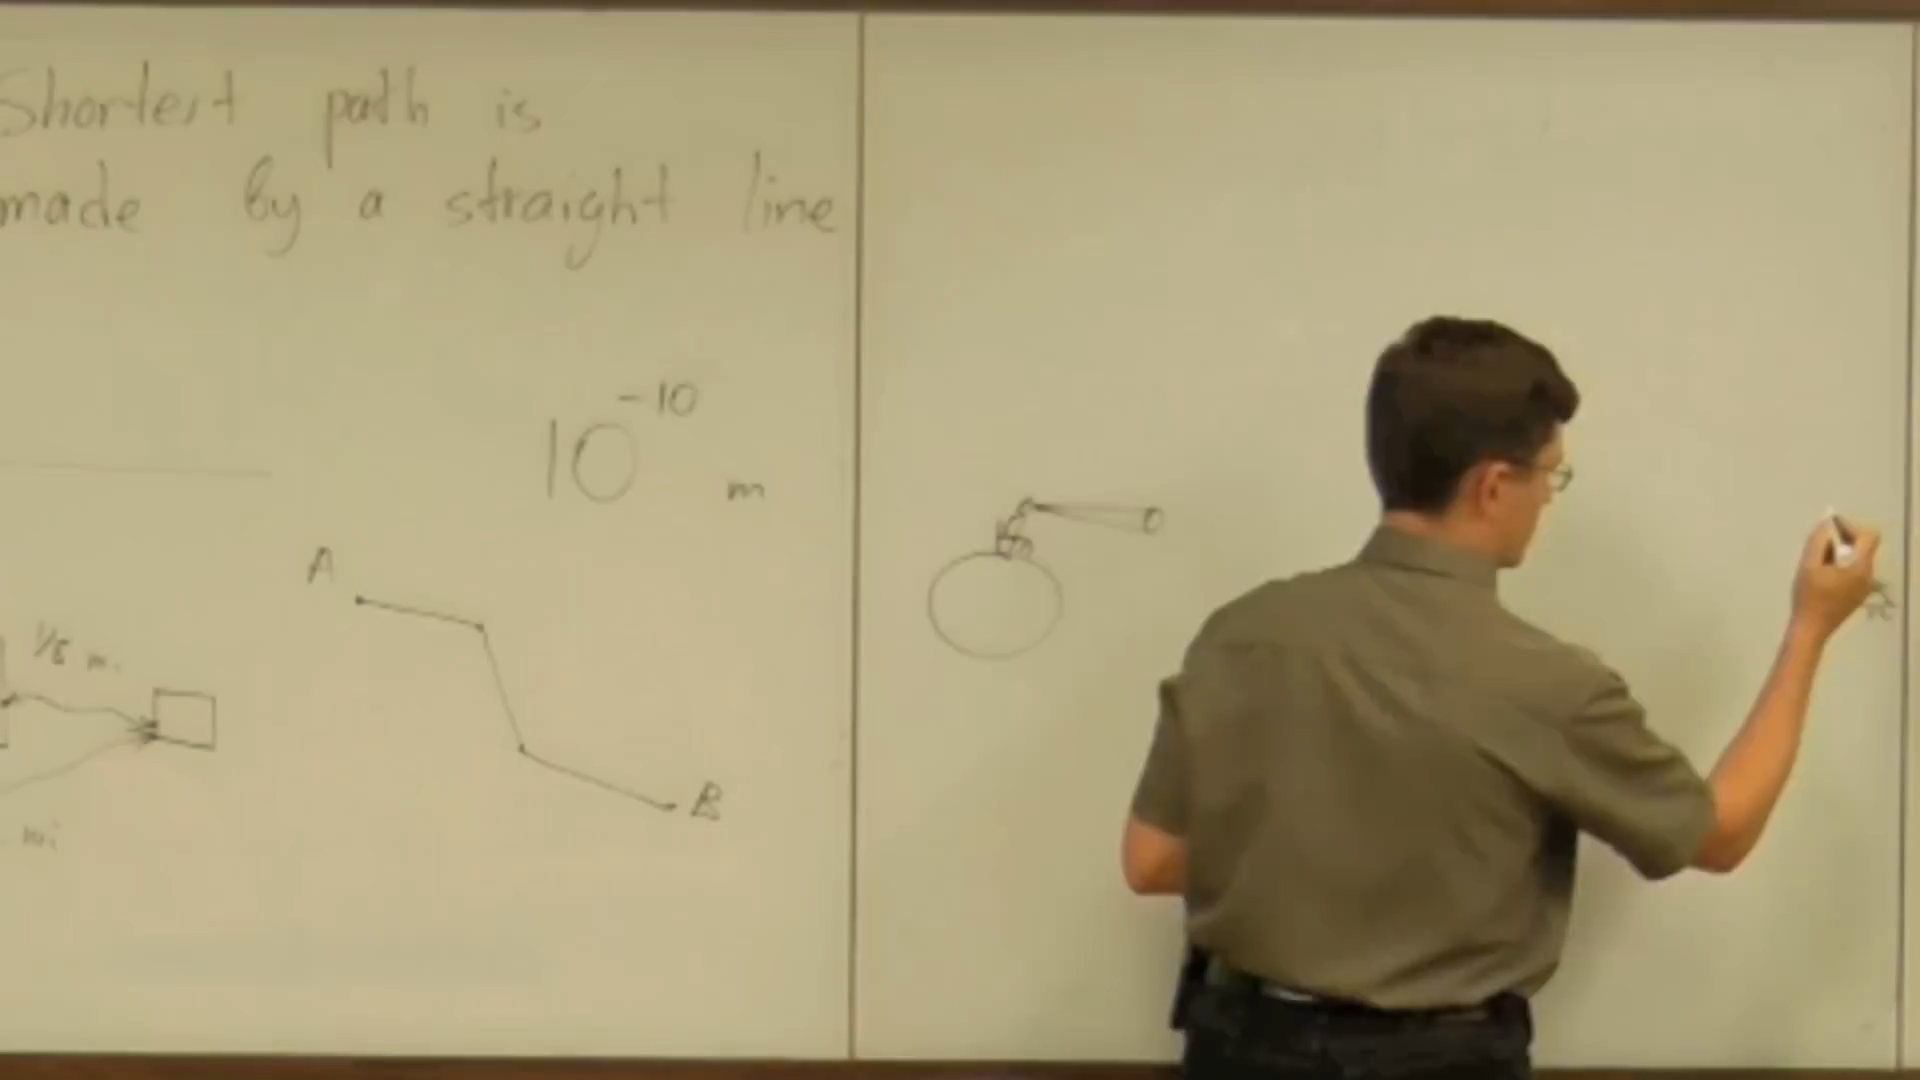 Shortest path is
made by a straight line
10^-10 m
A
1/8 m.
B
mi